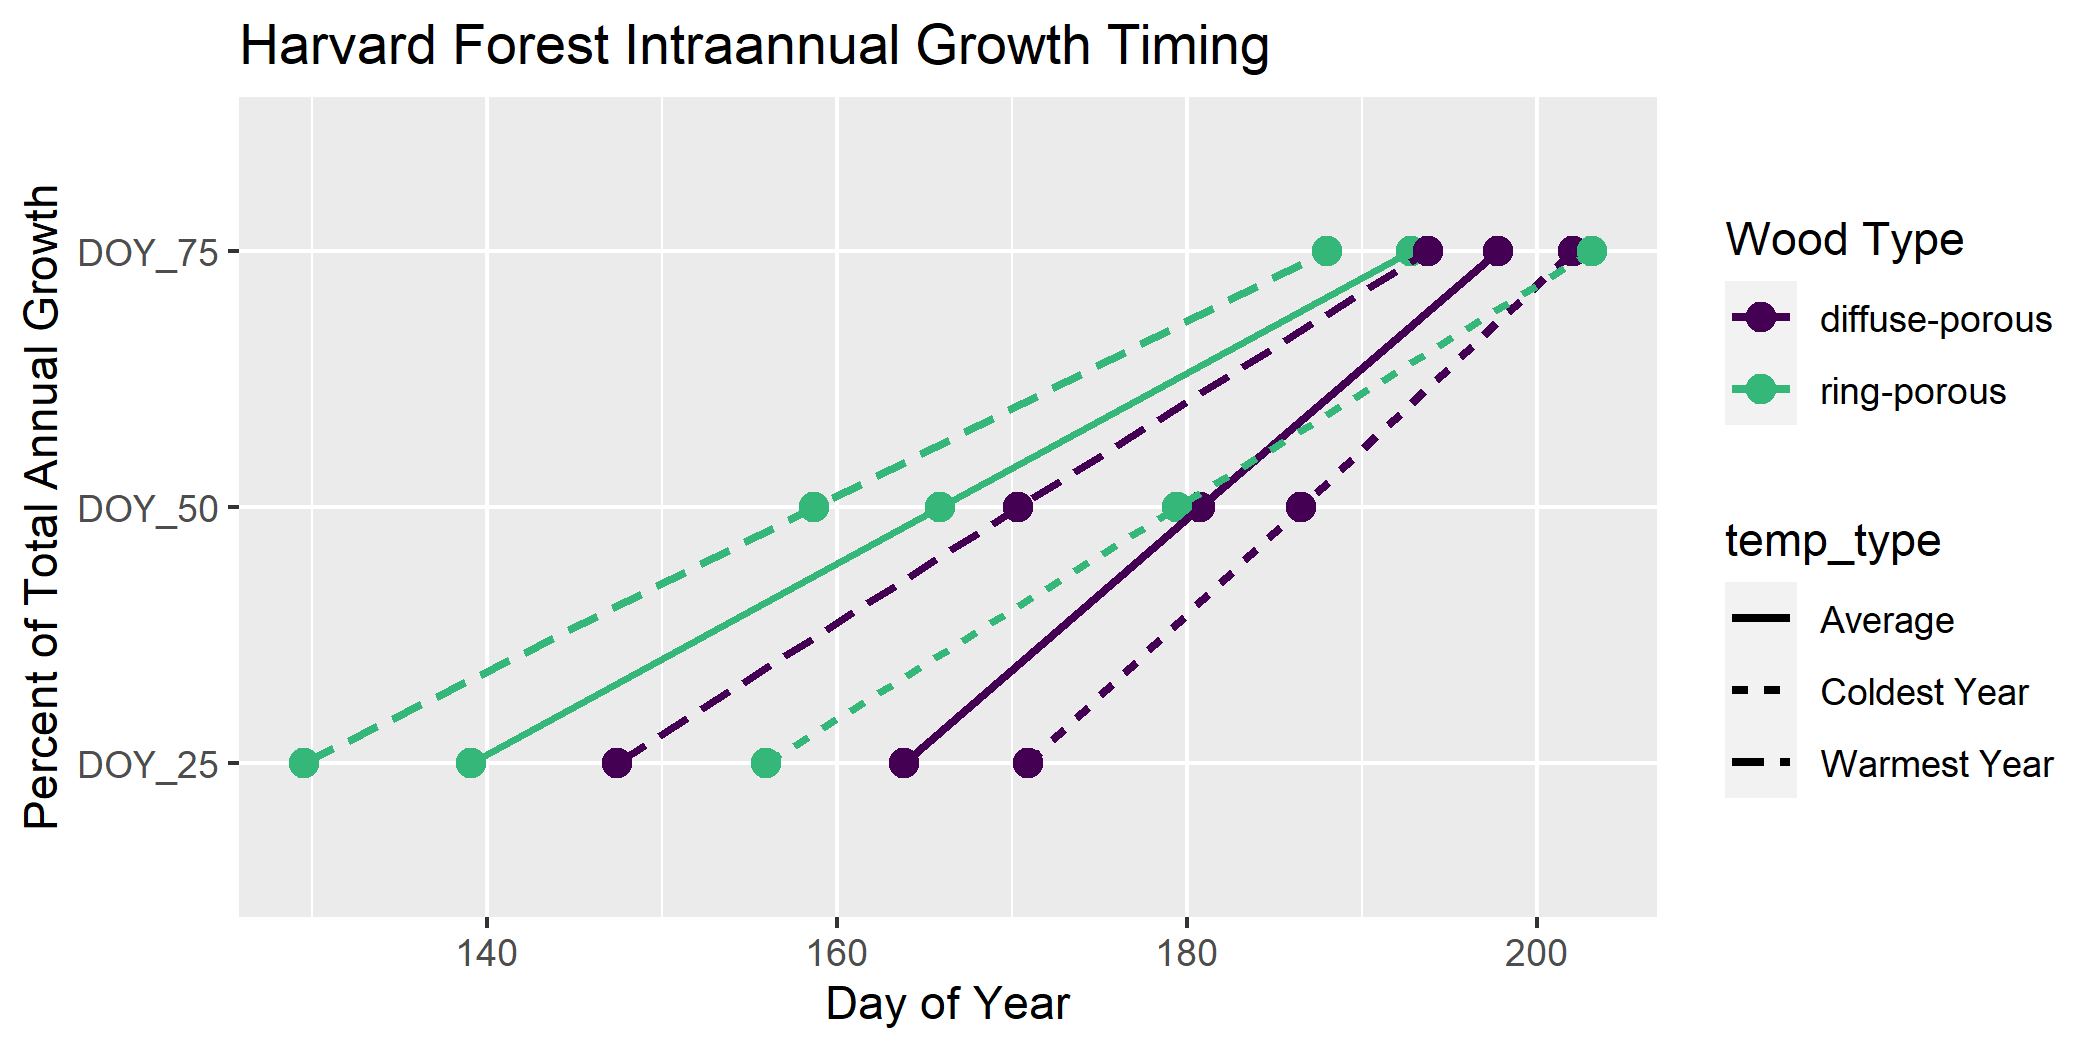 Harvard Forest Intraannual Growth Timing
Percent of Total Annual Growth
DOY_75
DOY_50
DOY_25
140
160
180
200
Day of Year
Wood Type
diffuse-porous
ring-porous
temp_type
Average
Coldest Year
Warmest Year